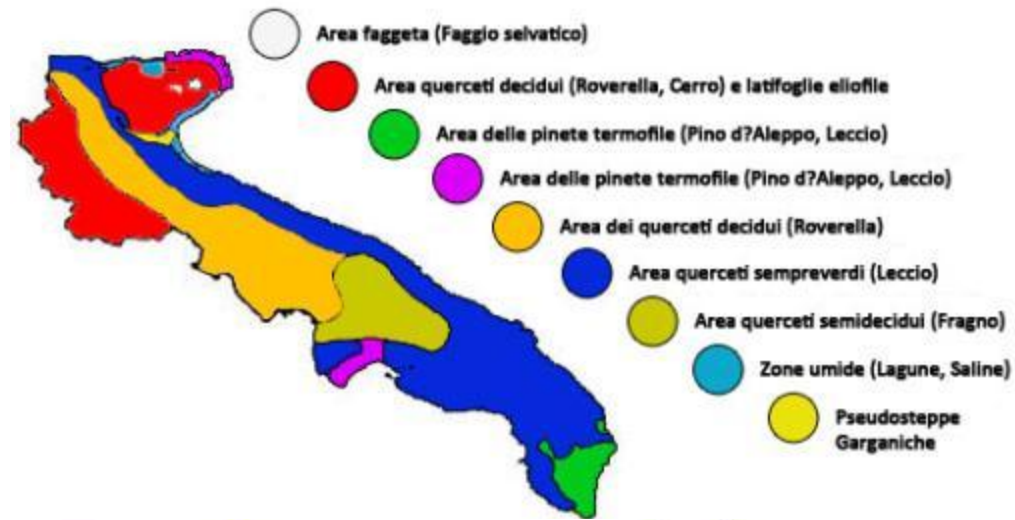 Area faggeta (Faggio selvatico)
Area querceti decidui (Roverella, Cerro) e latifoglie eliofile
Area delle pinete termofile (Pino d?Aleppo, Leccio)
Area delle pinete termofile (Pino d?Aleppo, Leccio)
Area dei querceti decidui (Roverella)
Area querceti sempreverdi (Leccio)
Area querceti semidecidui (Fragno)
Zone umide (Lagune, Saline)
Pseudosteppe
Garganiche